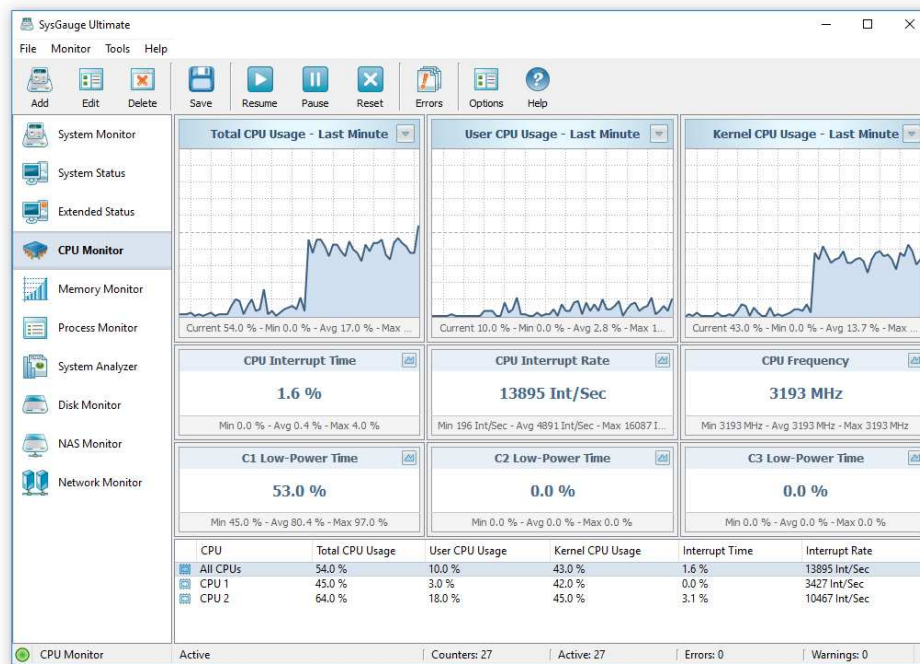 SysGauge Ultimate
File Monitor Tools Help
Add Edit Delete Save Resume Pause Reset Errors Options Help
System Monitor
System Status
Extended Status
CPU Monitor
Memory Monitor
Process Monitor
System Analyzer
Disk Monitor
NAS Monitor
Network Monitor
Total CPU Usage - Last Minute
Current 54.0 % - Min 0.0 % - Avg 17.0 % - Max ...
User CPU Usage - Last Minute
Current 10.0 % - Min 0.0 % - Avg 2.8 % - Max 1...
Kernel CPU Usage - Last Minute
Current 43.0 % - Min 0.0 % - Avg 13.7 % - Max ...
CPU Interrupt Time
1.6 %
Min 0.0 % - Avg 0.4 % - Max 4.0 %
CPU Interrupt Rate
13895 Int/Sec
Min 196 Int/Sec - Avg 4891 Int/Sec - Max 16087 I...
CPU Frequency
3193 MHz
Min 3193 MHz - Avg 3193 MHz - Max 3193 MHz
C1 Low-Power Time
53.0 %
Min 45.0 % - Avg 80.4 % - Max 97.0 %
C2 Low-Power Time
0.0 %
Min 0.0 % - Avg 0.0 % - Max 0.0 %
C3 Low-Power Time
0.0 %
Min 0.0 % - Avg 0.0 % - Max 0.0 %
CPU Total CPU Usage User CPU Usage Kernel CPU Usage Interrupt Time Interrupt Rate
All CPUs 54.0 % 10.0 % 43.0 % 1.6 % 13895 Int/Sec
CPU 1 45.0 % 3.0 % 42.0 % 0.0 % 3427 Int/Sec
CPU 2 64.0 % 18.0 % 45.0 % 3.1 % 10467 Int/Sec
CPU Monitor Active Counters: 27 Active: 27 Errors: 0 Warnings: 0